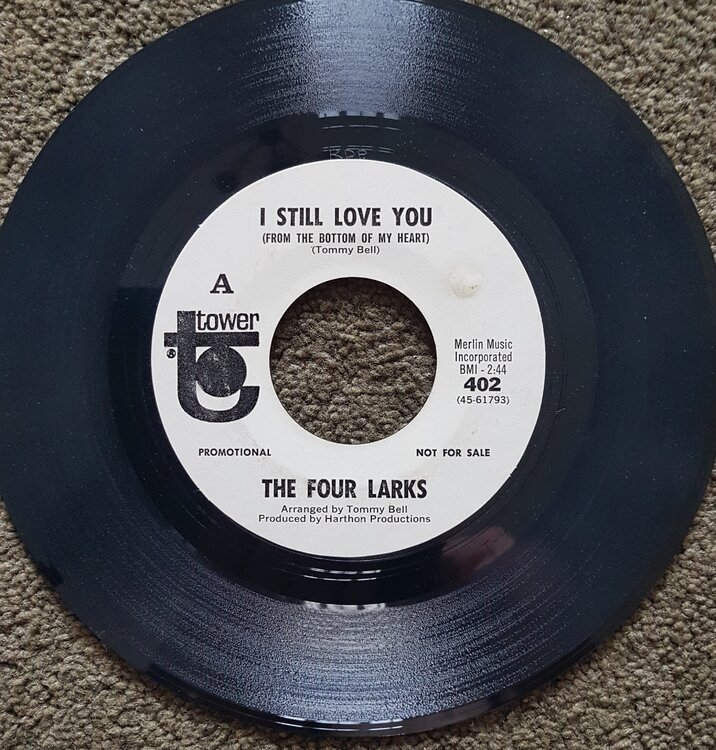 I STILL LOVE YOU
(FROM THE BOTTOM OF MY HEART)
(Tommy Bell)
A
tower
®
Merlin Music
Incorporated
BMI - 2:44
402
(45-61793)
PROMOTIONAL
NOT FOR SALE
THE FOUR LARKS
Arranged by Tommy Bell
Produced by Harthon Productions